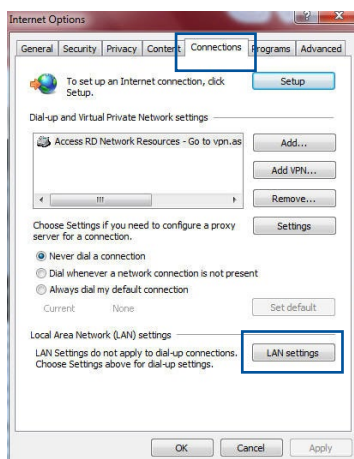 Internet Options
General Security Privacy Content Connections Programs Advanced
To set up an Internet connection, click
Setup.
Setup
Dial-up and Virtual Private Network settings
Access RD Network Resources - Go to vpn.as
Add...
Add VPN...
Remove...
Choose Settings if you need to configure a proxy
server for a connection.
Settings
Never dial a connection
Dial whenever a network connection is not present
Always dial my default connection
Current None
Set default
Local Area Network (LAN) settings
LAN Settings do not apply to dial-up connections.
Choose Settings above for dial-up settings.
LAN settings
OK Cancel Apply